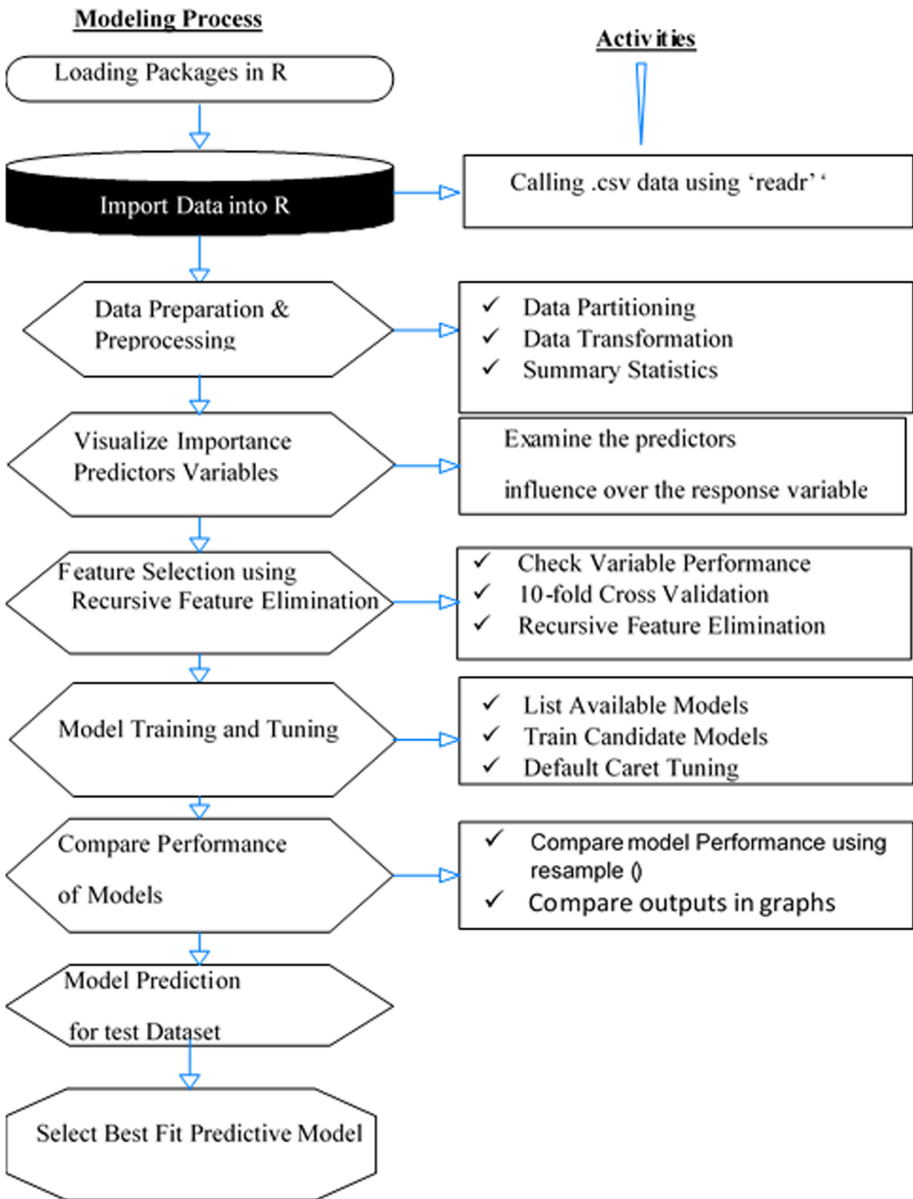 Modeling Process
Activities
Loading Packages in R
Import Data into R
Calling .csv data using ‘readr’ ‘
Data Preparation &
Preprocessing
✓ Data Partitioning
✓ Data Transformation
✓ Summary Statistics
Visualize Importance
Predictors Variables
Examine the predictors
influence over the response variable
Feature Selection using
Recursive Feature Elimination
✓ Check Variable Performance
✓ 10-fold Cross Validation
✓ Recursive Feature Elimination
Model Training and Tuning
✓ List Available Models
✓ Train Candidate Models
✓ Default Caret Tuning
Compare Performance
of Models
✓ Compare model Performance using
resample ()
✓ Compare outputs in graphs
Model Prediction
for test Dataset
Select Best Fit Predictive Model